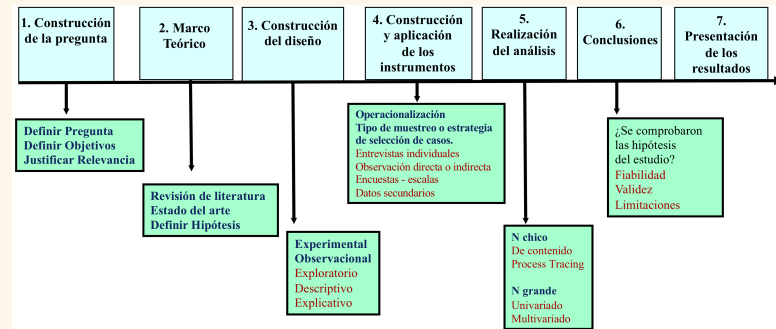 1. Construcción
de la pregunta
2. Marco
Teórico
3. Construcción
del diseño
4. Construcción
y aplicación
de los
instrumentos
5.
Realización
del análisis
6.
Conclusiones
7.
Presentación
de los
resultados
Definir Pregunta
Definir Objetivos
Justificar Relevancia
Revisión de literatura
Estado del arte
Definir Hipótesis
Experimental
Observacional
Exploratorio
Descriptivo
Explicativo
Operacionalización
Tipo de muestreo o estrategia
de selección de casos.
Entrevistas individuales
Observación directa o indirecta
Encuestas - escalas
Datos secundarios
N chico
De contenido
Process Tracing
N grande
Univariado
Multivariado
¿Se comprobaron
las hipótesis
del estudio?
Fiabilidad
Validez
Limitaciones